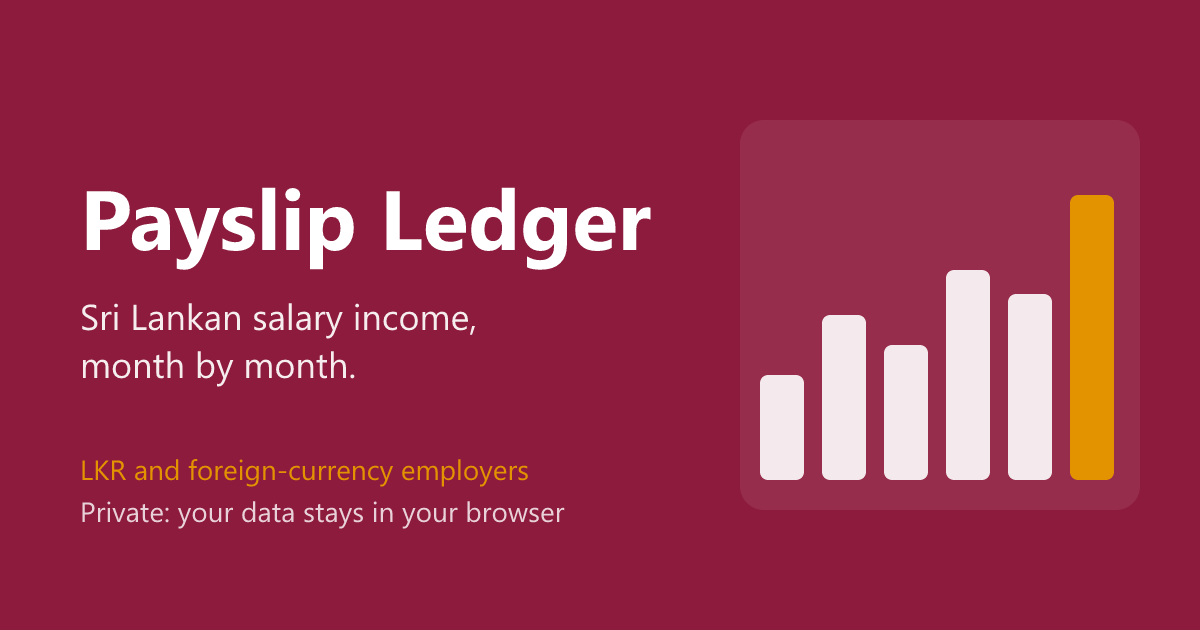 Payslip Ledger
Sri Lankan salary income,
month by month.
LKR and foreign-currency employers
Private: your data stays in your browser